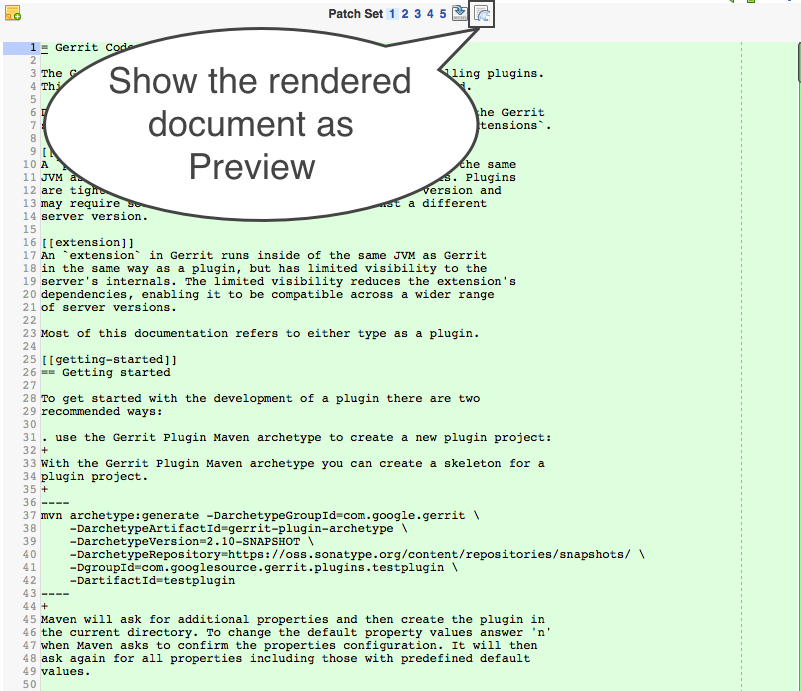 Patch Set 1 2 3 4 5
Show the rendered
document as
Preview
1 = Gerrit Code
2
3 The G lling plugins.
4 Thi d.
5
6 the Gerrit
7 tensions`.
8
9 [[
10 A ` the same
11 JVM as s. Plugins
12 are tight version and
13 may require se st a different
14 server version.
15
16 [[extension]]
17 An `extension` in Gerrit runs inside of the same JVM as Gerrit
18 in the same way as a plugin, but has limited visibility to the
19 server's internals. The limited visibility reduces the extension's
20 dependencies, enabling it to be compatible across a wider range
21 of server versions.
22
23 Most of this documentation refers to either type as a plugin.
24
25 [[getting-started]]
26 == Getting started
27
28 To get started with the development of a plugin there are two
29 recommended ways:
30
31 . use the Gerrit Plugin Maven archetype to create a new plugin project:
32 +
33 With the Gerrit Plugin Maven archetype you can create a skeleton for a
34 plugin project.
35 +
36 ----
37 mvn archetype:generate -DarchetypeGroupId=com.google.gerrit \
38     -DarchetypeArtifactId=gerrit-plugin-archetype \
39     -DarchetypeVersion=2.10-SNAPSHOT \
40     -DarchetypeRepository=https://oss.sonatype.org/content/repositories/snapshots/ \
41     -DgroupId=com.googlesource.gerrit.plugins.testplugin \
42     -DartifactId=testplugin
43 ----
44 +
45 Maven will ask for additional properties and then create the plugin in
46 the current directory. To change the default property values answer 'n'
47 when Maven asks to confirm the properties configuration. It will then
48 ask again for all properties including those with predefined default
49 values.
50